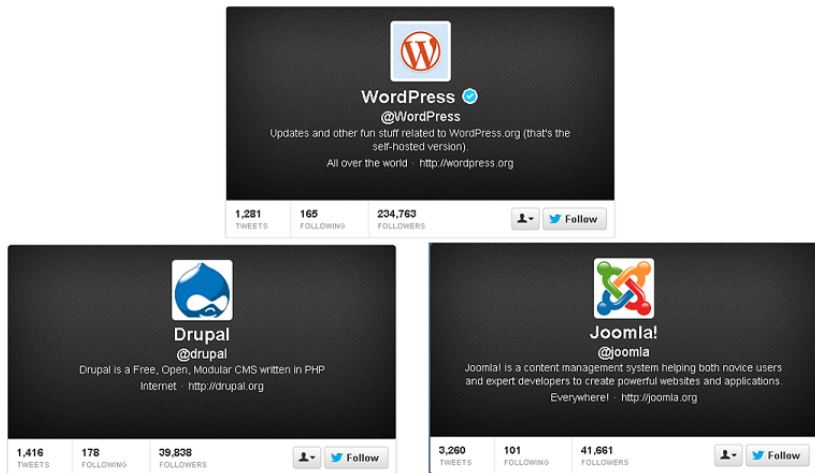 WordPress
@WordPress
Updates and other fun stuff related to WordPress.org (that's the
self-hosted version).
All over the world · http://wordpress.org
1,281 165 234,763
TWEETS FOLLOWING FOLLOWERS
Follow
Drupal
@drupal
Drupal is a Free, Open, Modular CMS written in PHP
Internet · http://drupal.org
1,416 178 39,838
TWEETS FOLLOWING FOLLOWERS
Follow
Joomla!
@joomla
Joomla! is a content management system helping both novice users
and expert developers to create powerful websites and applications.
Everywhere! · http://joomla.org
3,260 101 41,661
TWEETS FOLLOWING FOLLOWERS
Follow